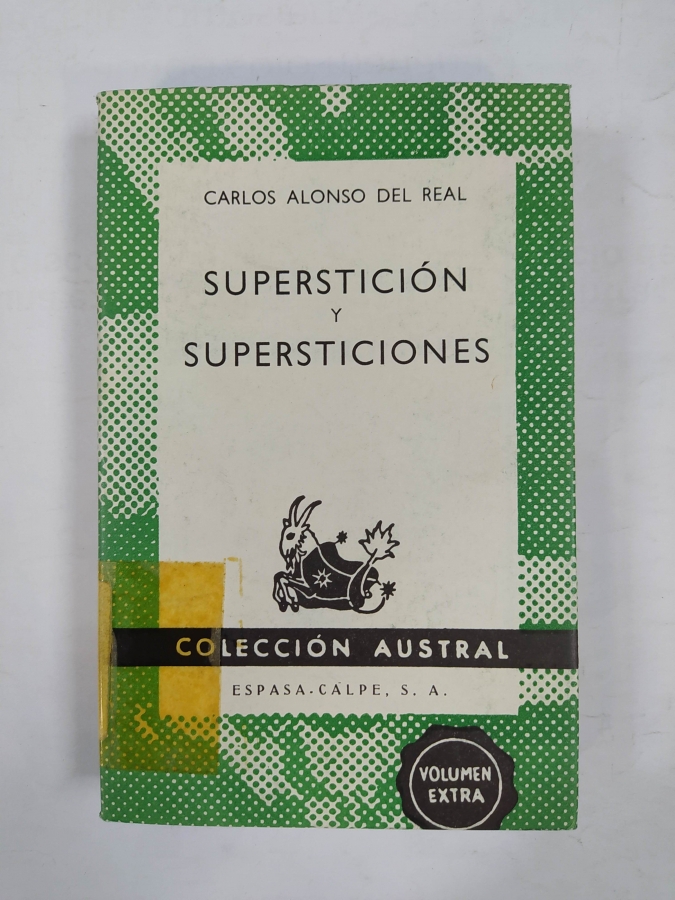 CARLOS ALONSO DEL REAL
SUPERSTICIÓN
Y
SUPERSTICIONES
COLECCIÓN AUSTRAL
ESPASA-CALPE, S. A.
VOLUMEN
EXTRA